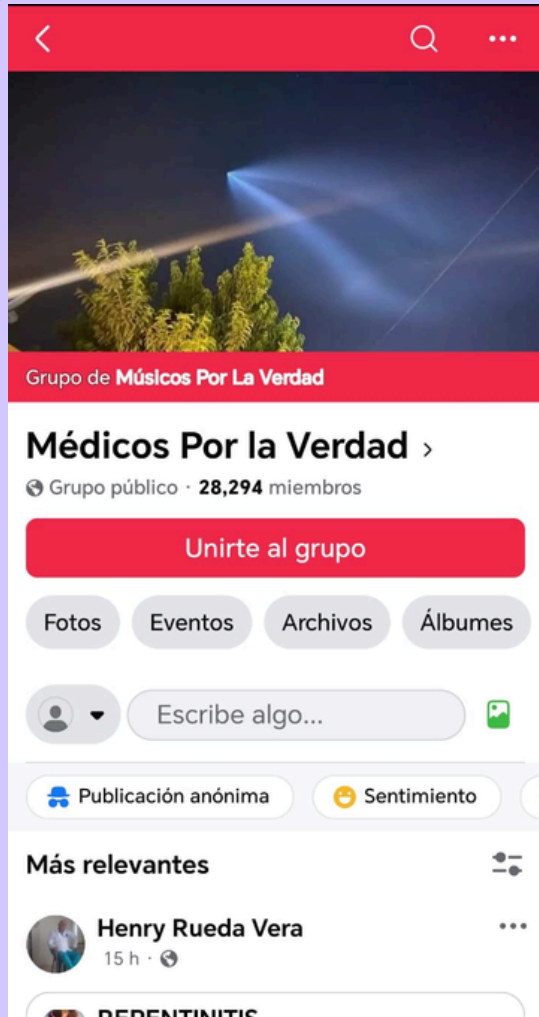 Grupo de Músicos Por La Verdad
Médicos Por la Verdad
Grupo público · 28,294 miembros
Unirte al grupo
Fotos Eventos Archivos Álbumes
Escribe algo...
Publicación anónima Sentimiento
Más relevantes
Henry Rueda Vera
15 h ·
REPENTINITIS